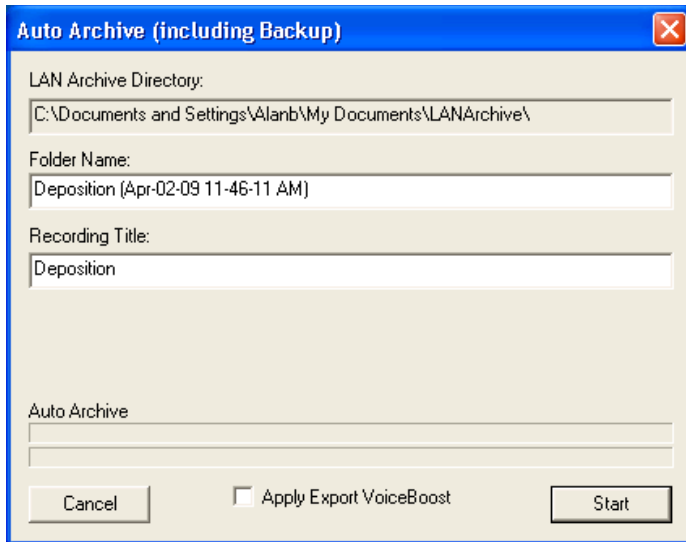 Auto Archive (including Backup)
LAN Archive Directory:
C:\Documents and Settings\Alanb\My Documents\LANArchive\
Folder Name:
Deposition (Apr-02-09 11-46-11 AM)
Recording Title:
Deposition
Auto Archive
Cancel
Apply Export VoiceBoost
Start